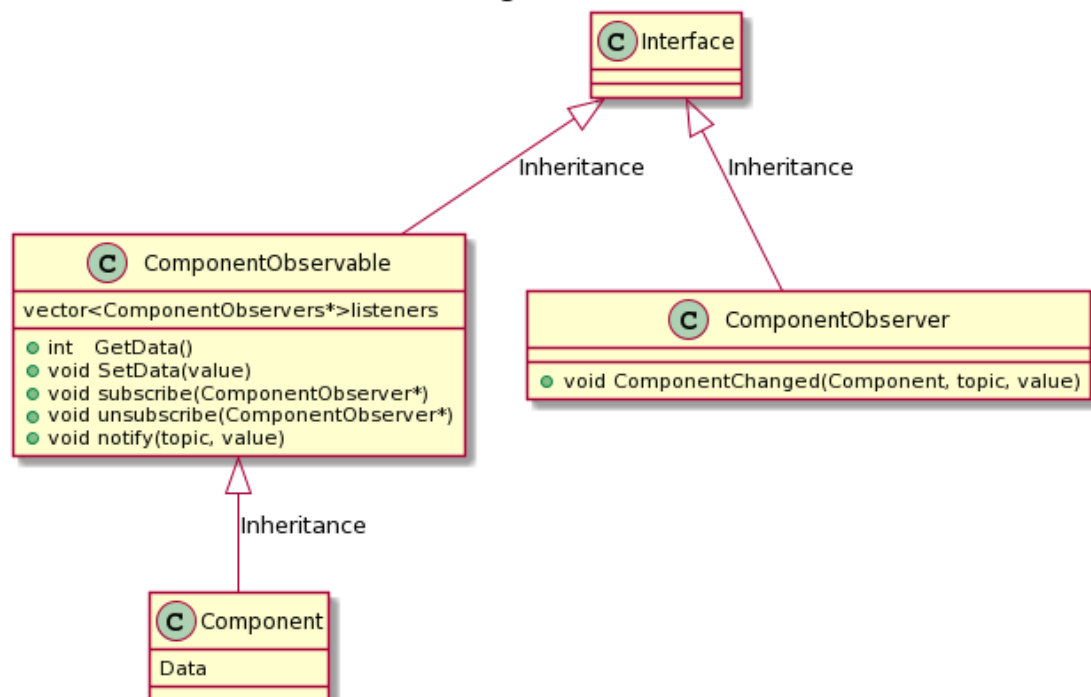 C Interface
Inheritance
Inheritance
C ComponentObservable
vector<ComponentObservers*>listeners
int GetData()
void SetData(value)
void subscribe(ComponentObserver*)
void unsubscribe(ComponentObserver*)
void notify(topic, value)
C ComponentObserver
void ComponentChanged(Component, topic, value)
Inheritance
C Component
Data